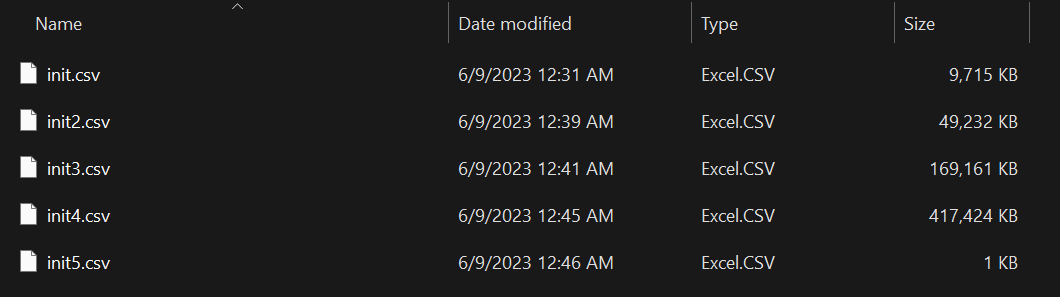 Name Date modified Type Size
init.csv 6/9/2023 12:31 AM Excel.CSV 9,715 KB
init2.csv 6/9/2023 12:39 AM Excel.CSV 49,232 KB
init3.csv 6/9/2023 12:41 AM Excel.CSV 169,161 KB
init4.csv 6/9/2023 12:45 AM Excel.CSV 417,424 KB
init5.csv 6/9/2023 12:46 AM Excel.CSV 1 KB